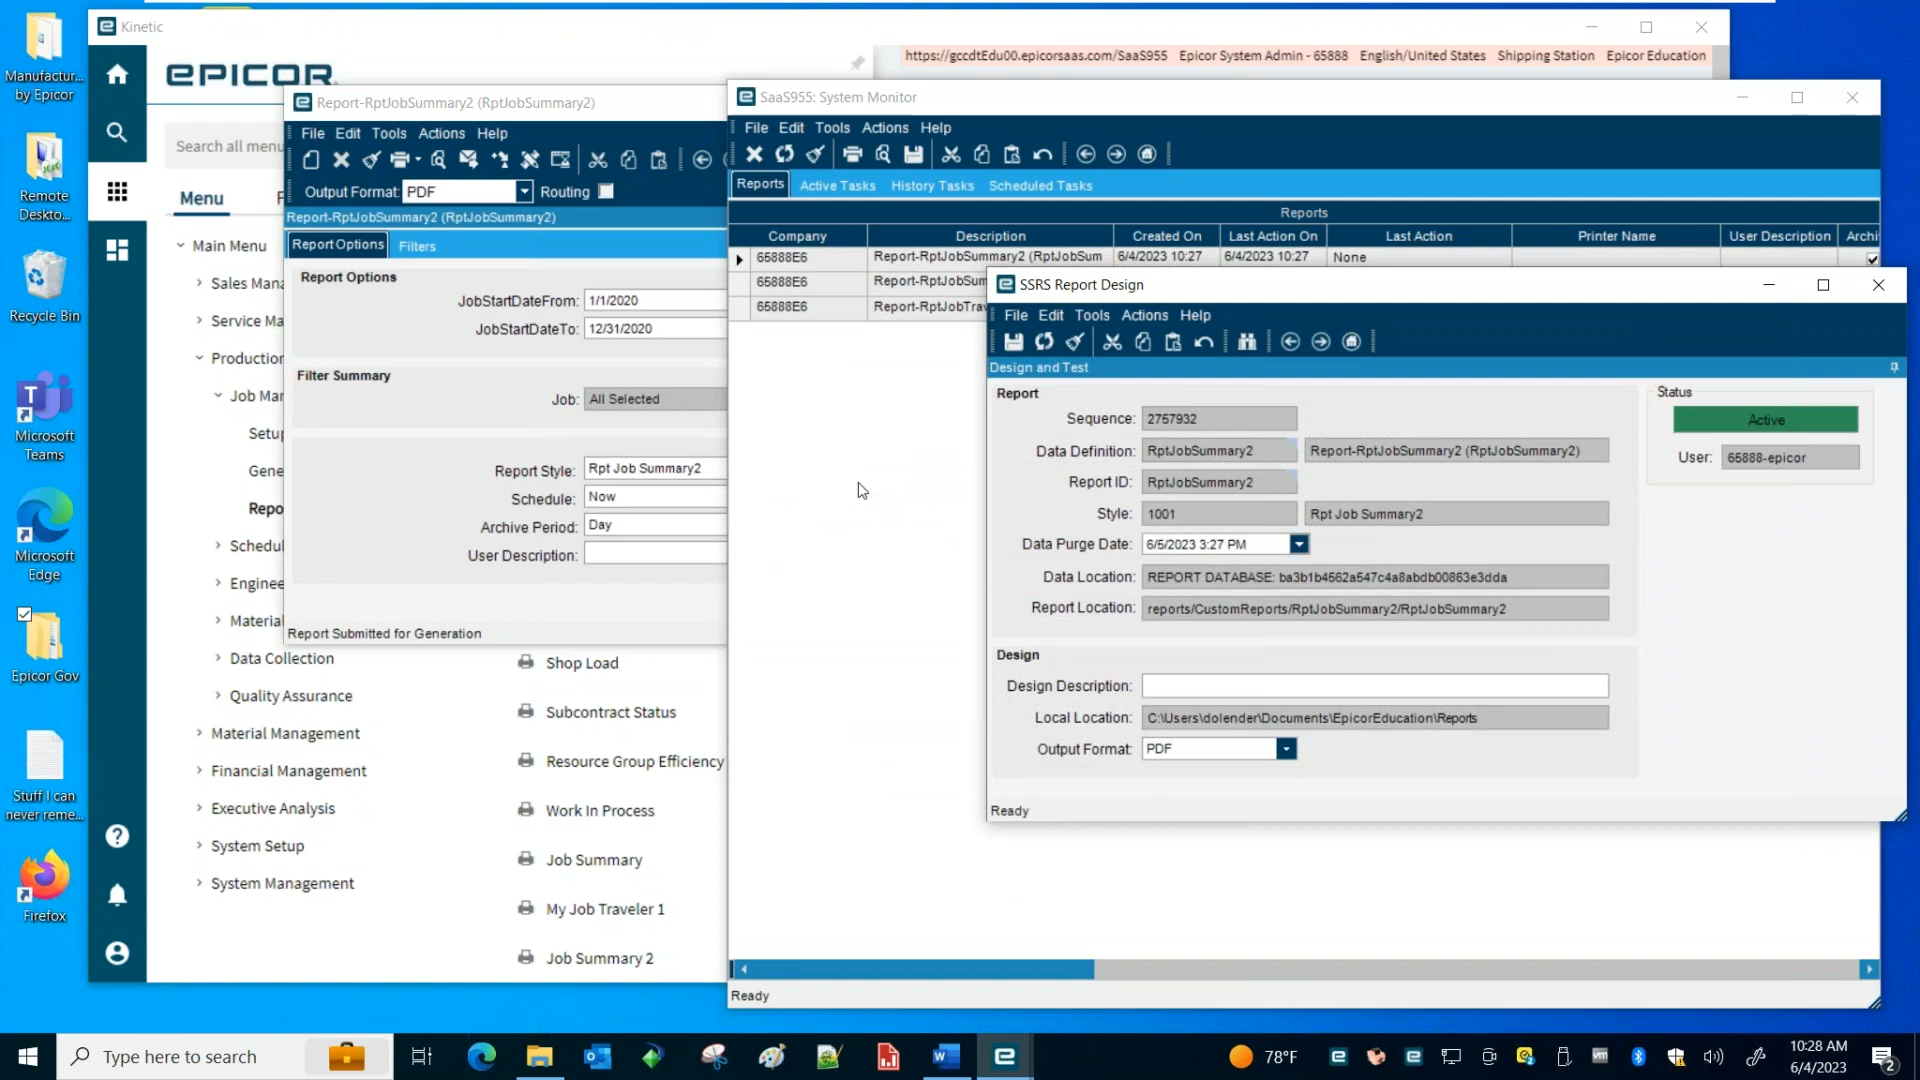 Manufactur...
by Epicor
Remote
Deskto...
Recycle Bin
Microsoft
Teams
Microsoft
Edge
Epicor Gov
Stuff I can
never reme...
Firefox
Kinetic
EPICOR
https://gccdtEdu00.epicorsaas.com/SaaS955 Epicor System Admin - 65888 English/United States Shipping Station Epicor Education
Search all menu
Menu
Main Menu
Sales Mana
Service Ma
Production
Job Man
Setup
Gene
Repo
Schedul
Enginee
Material
Data Collection
Quality Assurance
Material Management
Financial Management
Executive Analysis
System Setup
System Management
Shop Load
Subcontract Status
Resource Group Efficiency
Work In Process
Job Summary
My Job Traveler 1
Job Summary 2
Report-RptJobSummary2 (RptJobSummary2)
File Edit Tools Actions Help
Output Format: PDF Routing
Report-RptJobSummary2 (RptJobSummary2)
Report Options Filters
Report Options
JobStartDateFrom: 1/1/2020
JobStartDateTo: 12/31/2020
Filter Summary
Job: All Selected
Report Style: Rpt Job Summary2
Schedule: Now
Archive Period: Day
User Description:
Report Submitted for Generation
SaaS955: System Monitor
File Edit Tools Actions Help
Reports Active Tasks History Tasks Scheduled Tasks
Reports
Company Description Created On Last Action On Last Action Printer Name User Description Archi
65888E6 Report-RptJobSummary2 (RptJobSum 6/4/2023 10:27 6/4/2023 10:27 None
65888E6 Report-RptJobSum
65888E6 Report-RptJobTrav
Ready
SSRS Report Design
File Edit Tools Actions Help
Design and Test
Report
Sequence: 2757932
Data Definition: RptJobSummary2 Report-RptJobSummary2 (RptJobSummary2)
Report ID: RptJobSummary2
Style: 1001 Rpt Job Summary2
Data Purge Date: 6/5/2023 3:27 PM
Data Location: REPORT DATABASE: ba3b1b4562a547c4a8abdb00863e3dda
Report Location: reports/CustomReports/RptJobSummary2/RptJobSummary2
Status
Active
User: 65888-epicor
Design
Design Description:
Local Location: C:\Users\dolender\Documents\EpicorEducation\Reports
Output Format: PDF
Ready
Type here to search
78°F
10:28 AM
6/4/2023
2